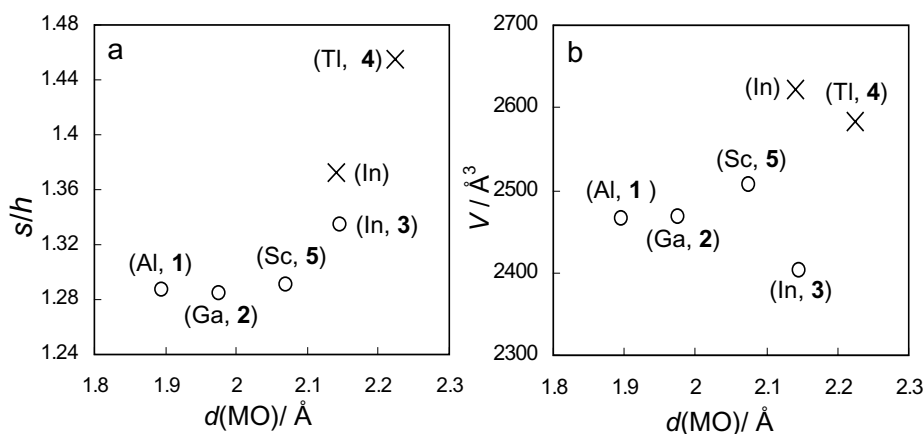 a
s/h
1.48
1.44
1.4
1.36
1.32
1.28
1.24
(Tl, 4)
(In)
(In, 3)
(Sc, 5)
(Al, 1)
(Ga, 2)
1.8 1.9 2 2.1 2.2 2.3
d(MO)/ Å
b
V / Å³
2700
2600
2500
2400
2300
(In)
(Tl, 4)
(Sc, 5)
(Al, 1 )
(Ga, 2)
(In, 3)
1.8 1.9 2 2.1 2.2 2.3
d(MO)/ Å